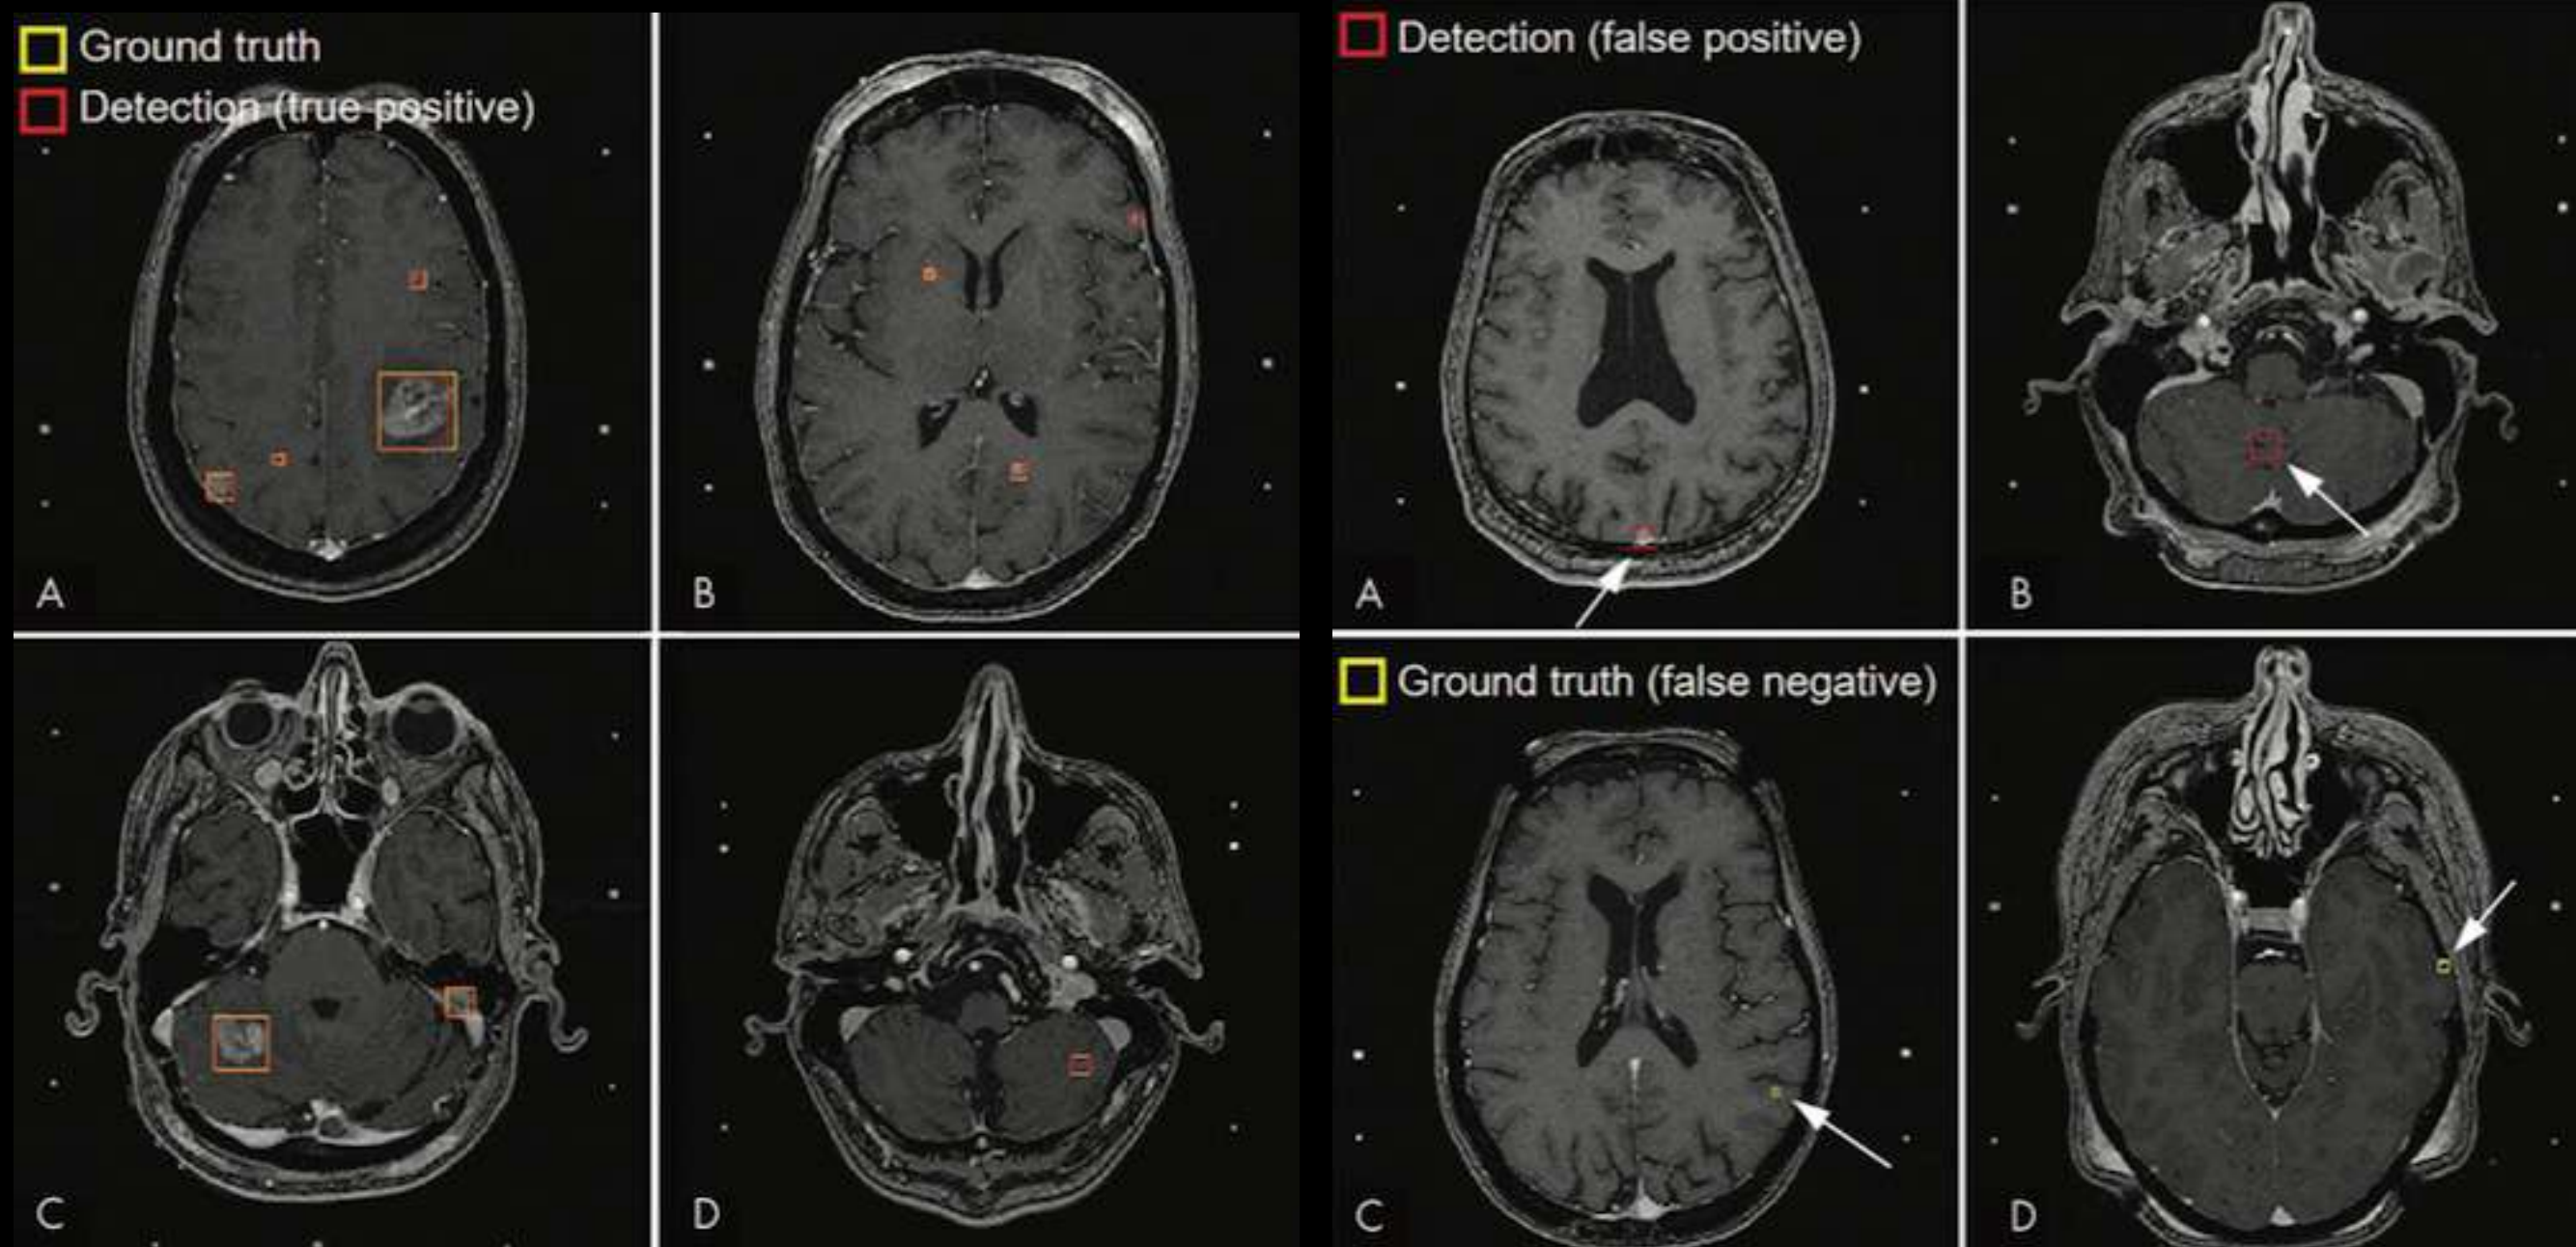 Ground truth
Detection (true positive)
A
B
C
D
Detection (false positive)
A
B
Ground truth (false negative)
C
D